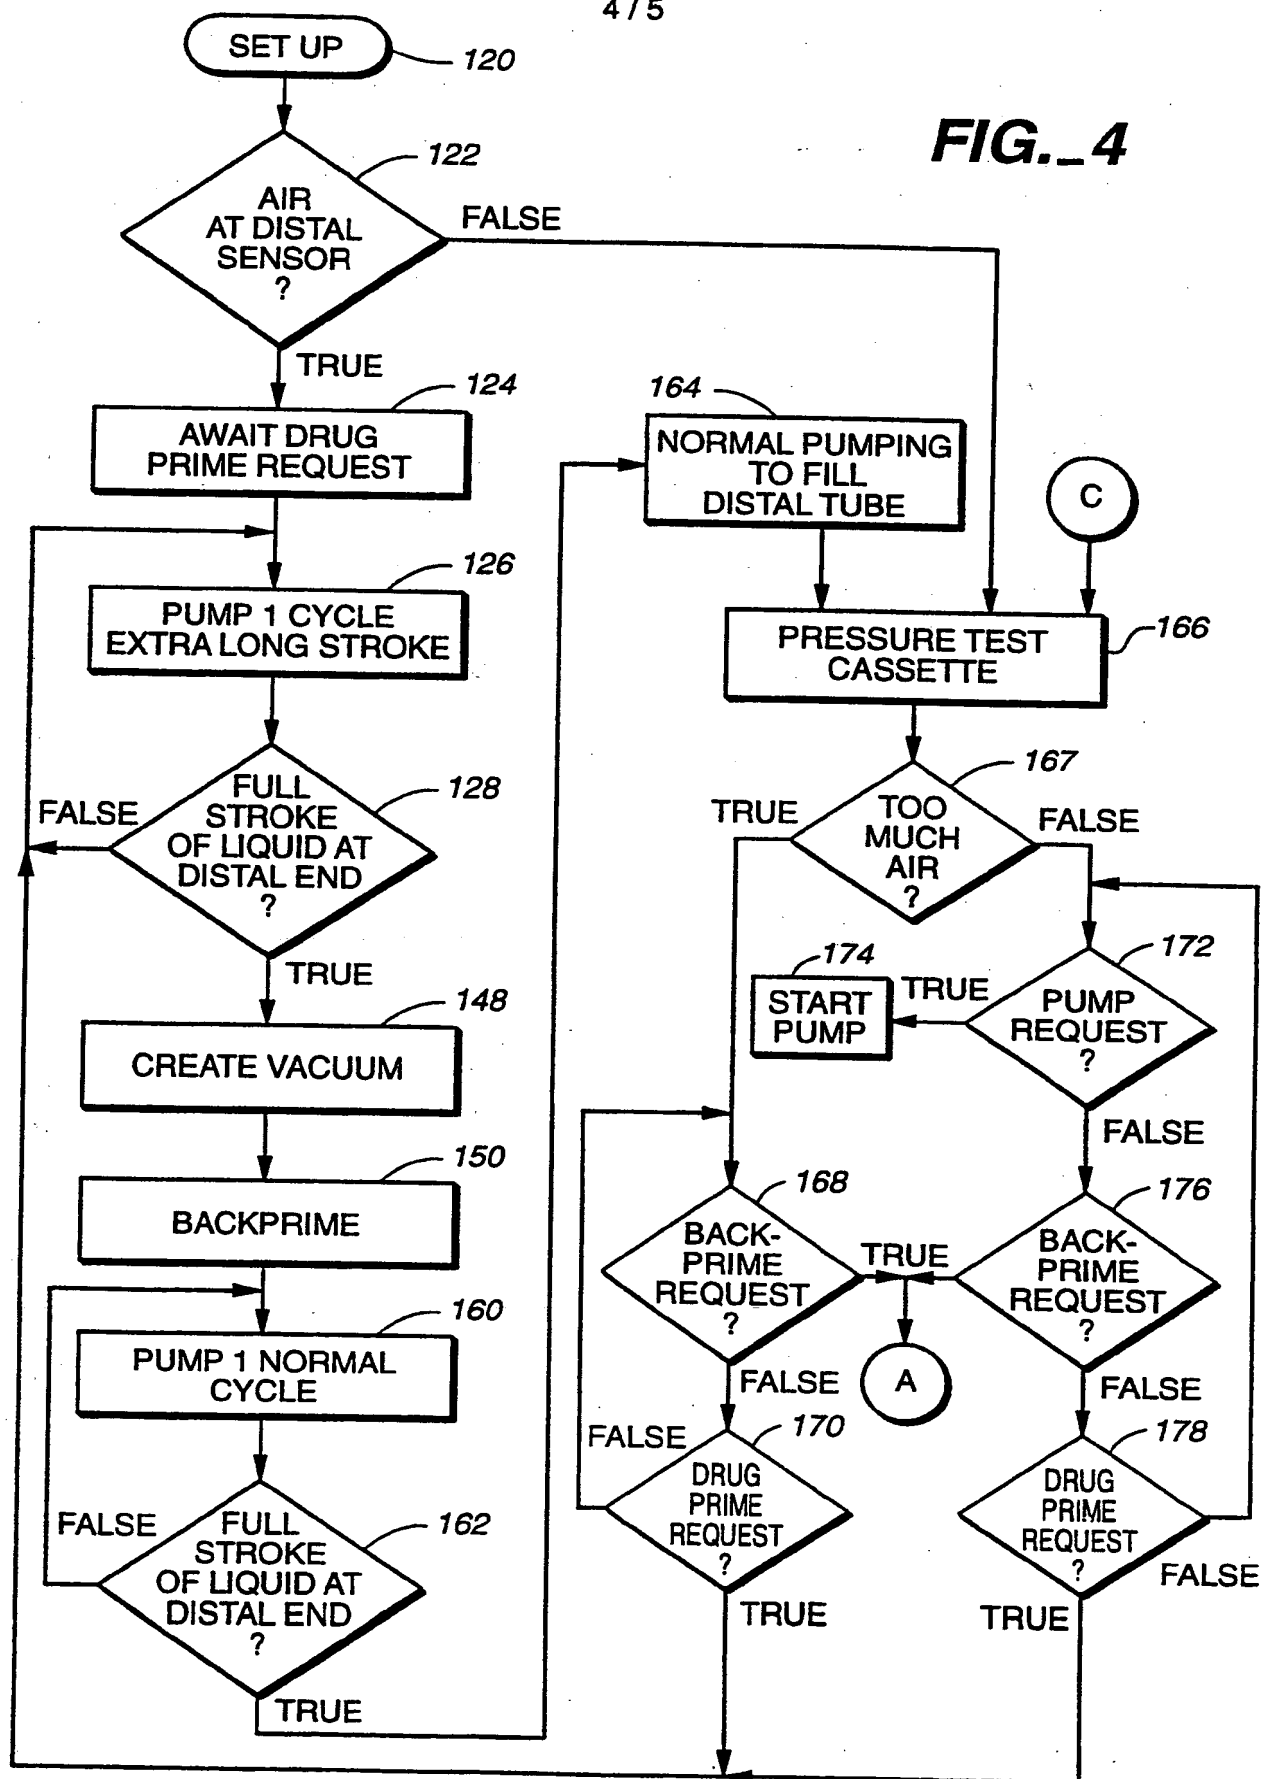 4/5
SET UP
120
FIG._4
122
AIR
AT DISTAL
SENSOR
?
FALSE
TRUE
124
AWAIT DRUG
PRIME REQUEST
126
PUMP 1 CYCLE
EXTRA LONG STROKE
FALSE
FULL
STROKE
OF LIQUID AT
DISTAL END
?
128
TRUE
148
CREATE VACUUM
150
BACKPRIME
160
PUMP 1 NORMAL
CYCLE
FALSE
FULL
STROKE
OF LIQUID AT
DISTAL END
?
162
TRUE
164
NORMAL PUMPING
TO FILL
DISTAL TUBE
C
PRESSURE TEST
CASSETTE
166
167
TRUE
TOO
MUCH
AIR
?
FALSE
174
START
PUMP
TRUE
172
PUMP
REQUEST
?
FALSE
168
BACK-
PRIME
REQUEST
?
TRUE
176
BACK-
PRIME
REQUEST
?
FALSE
A
FALSE
FALSE
170
DRUG
PRIME
REQUEST
?
TRUE
178
DRUG
PRIME
REQUEST
?
FALSE
TRUE